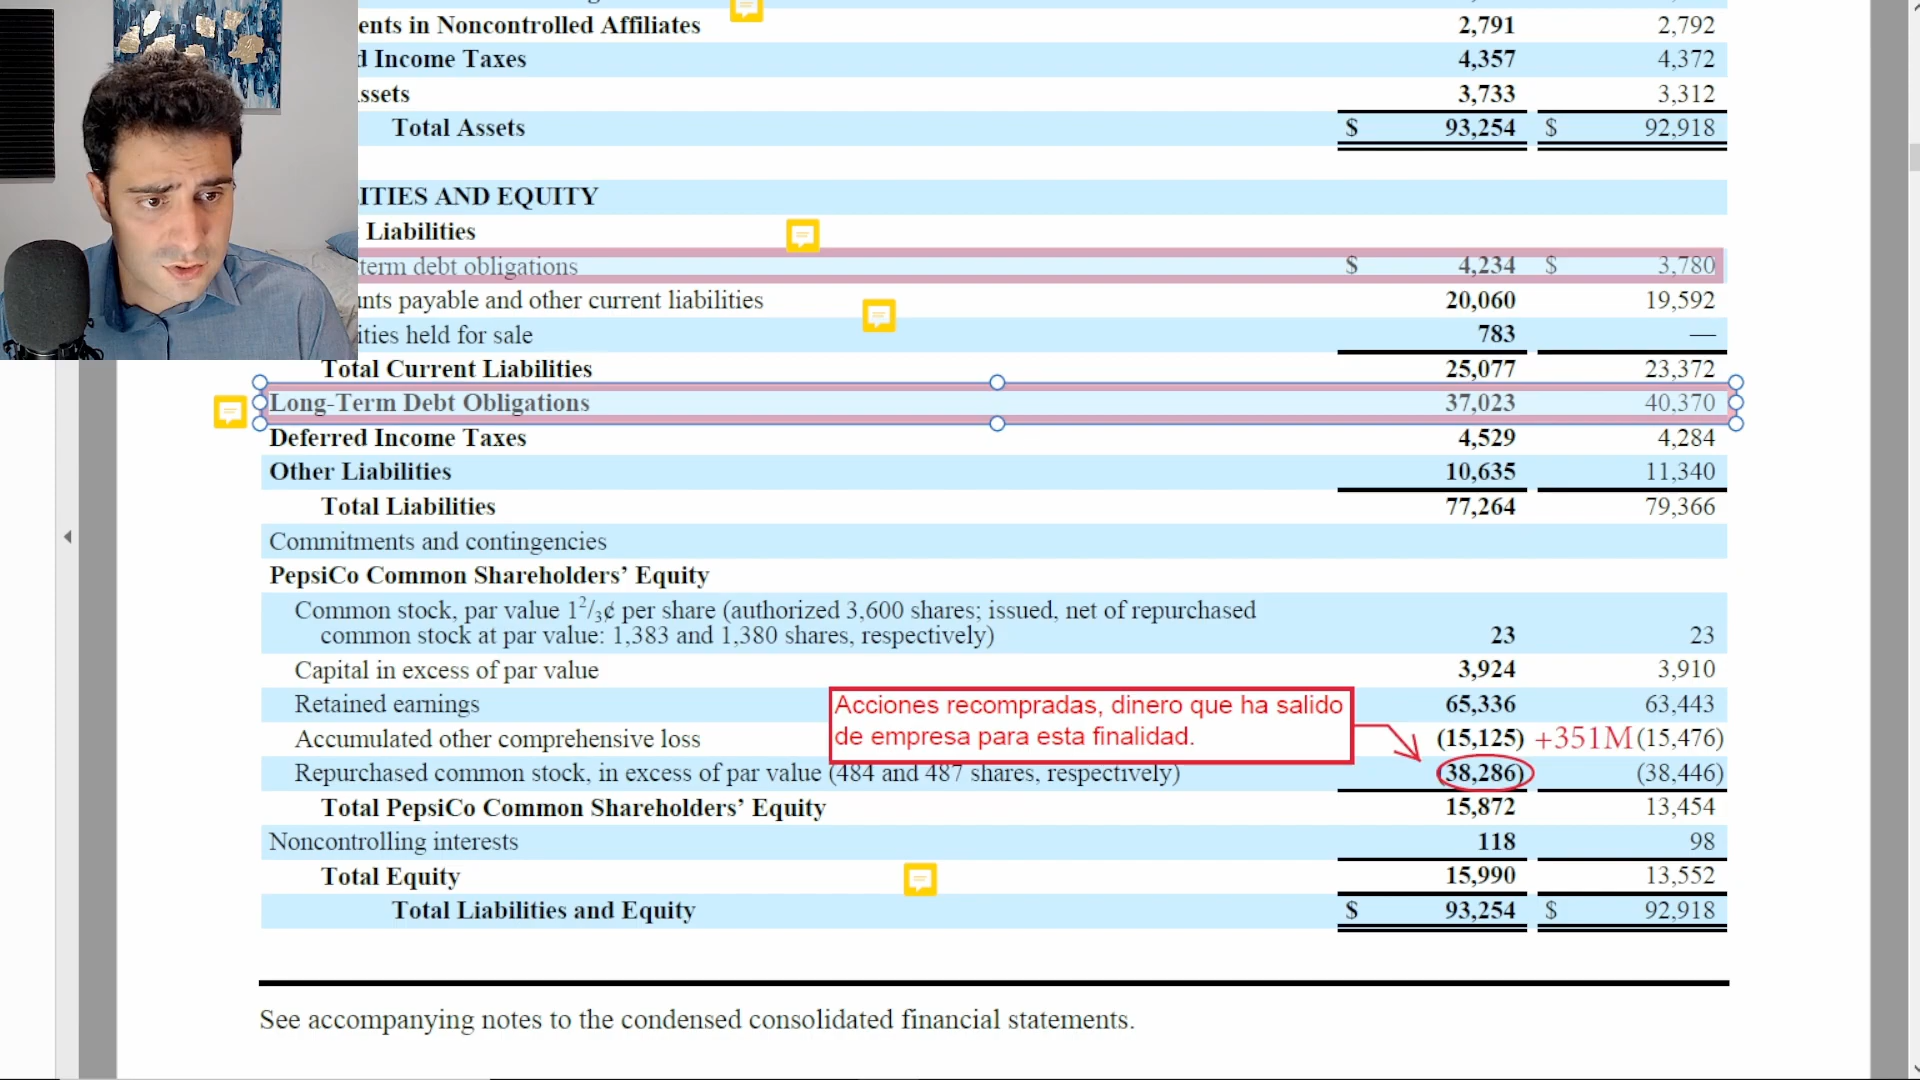 ents in Noncontrolled Affiliates 2,791 2,792
d Income Taxes 4,357 4,372
ssets 3,733 3,312
Total Assets $ 93,254 $ 92,918
ITIES AND EQUITY
Liabilities
term debt obligations $ 4,234 $ 3,780
nts payable and other current liabilities 20,060 19,592
ities held for sale 783 —
Total Current Liabilities 25,077 23,372
Long-Term Debt Obligations 37,023 40,370
Deferred Income Taxes 4,529 4,284
Other Liabilities 10,635 11,340
Total Liabilities 77,264 79,366
Commitments and contingencies
PepsiCo Common Shareholders’ Equity
Common stock, par value 1²/₃¢ per share (authorized 3,600 shares; issued, net of repurchased
common stock at par value: 1,383 and 1,380 shares, respectively) 23 23
Capital in excess of par value 3,924 3,910
Retained earnings 65,336 63,443
Acciones recompradas, dinero que ha salido
de empresa para esta finalidad.
Accumulated other comprehensive loss (15,125) +351M (15,476)
Repurchased common stock, in excess of par value (484 and 487 shares, respectively) (38,286) (38,446)
Total PepsiCo Common Shareholders’ Equity 15,872 13,454
Noncontrolling interests 118 98
Total Equity 15,990 13,552
Total Liabilities and Equity $ 93,254 $ 92,918
See accompanying notes to the condensed consolidated financial statements.